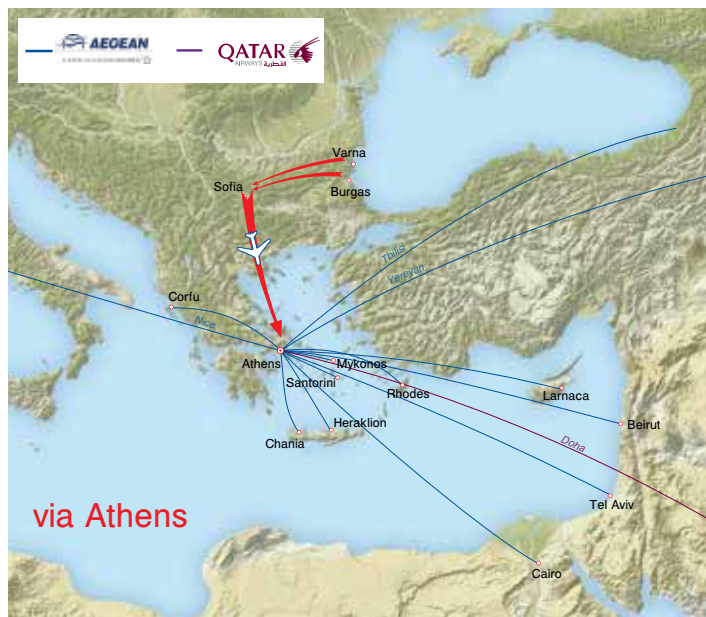 AEGEAN
QATAR
AIRWAYS القطرية
Varna
Sofia
Burgas
Tbilisi
Yerevan
Corfu
Nice
Athens
Mykonos
Santorini
Rhodes
Larnaca
Heraklion
Chania
Beirut
Doha
Tel Aviv
via Athens
Cairo